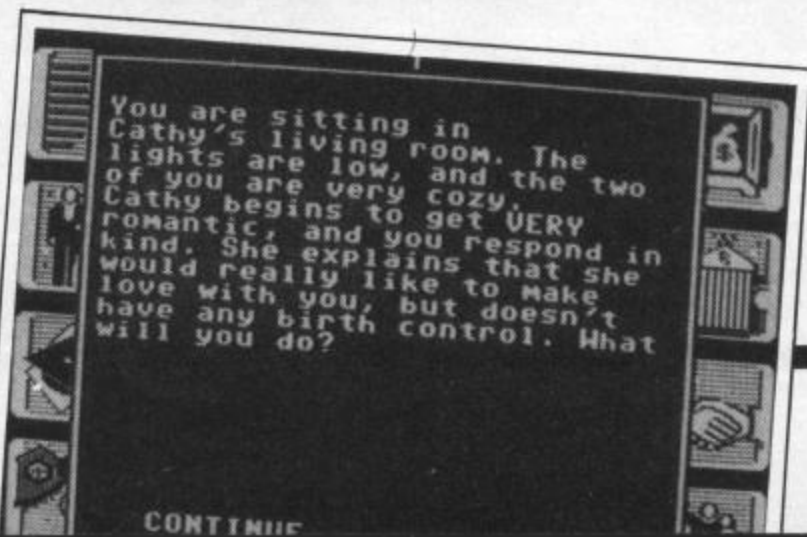 You are sitting in
Cathy's living room. The
lights are low, and the two
of you are very cozy.
Cathy begins to get VERY
romantic, and you respond in
kind. She explains that she
would really like to make
love with you, but doesn't
have any birth control. What
will you do?
CONTINUE